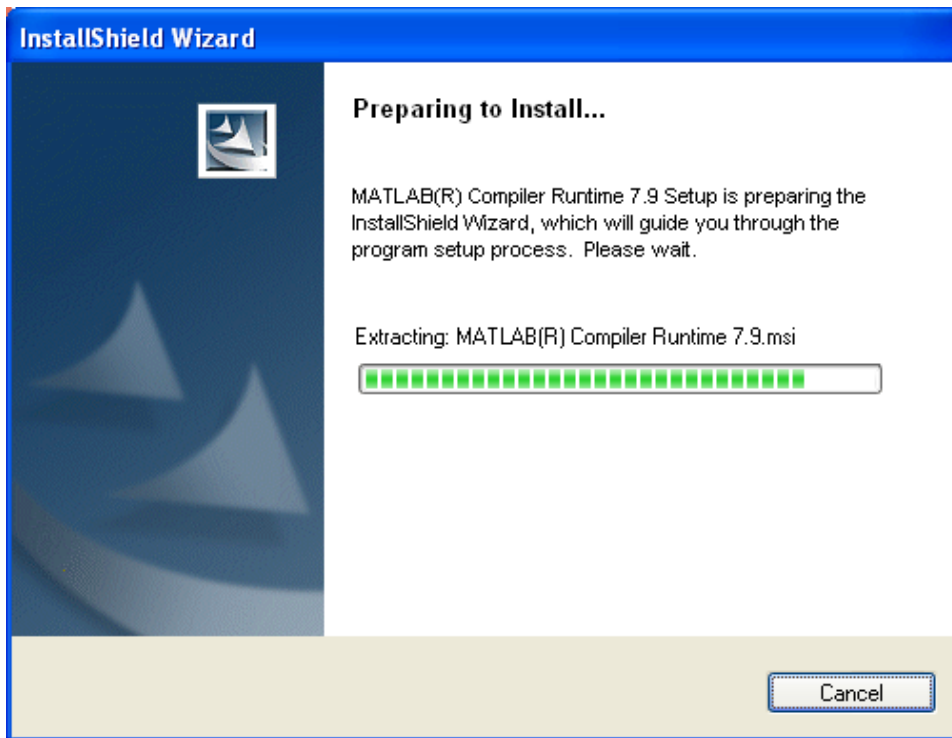 InstallShield Wizard
Preparing to Install...
MATLAB(R) Compiler Runtime 7.9 Setup is preparing the
InstallShield Wizard, which will guide you through the
program setup process.  Please wait.
Extracting: MATLAB(R) Compiler Runtime 7.9.msi
Cancel